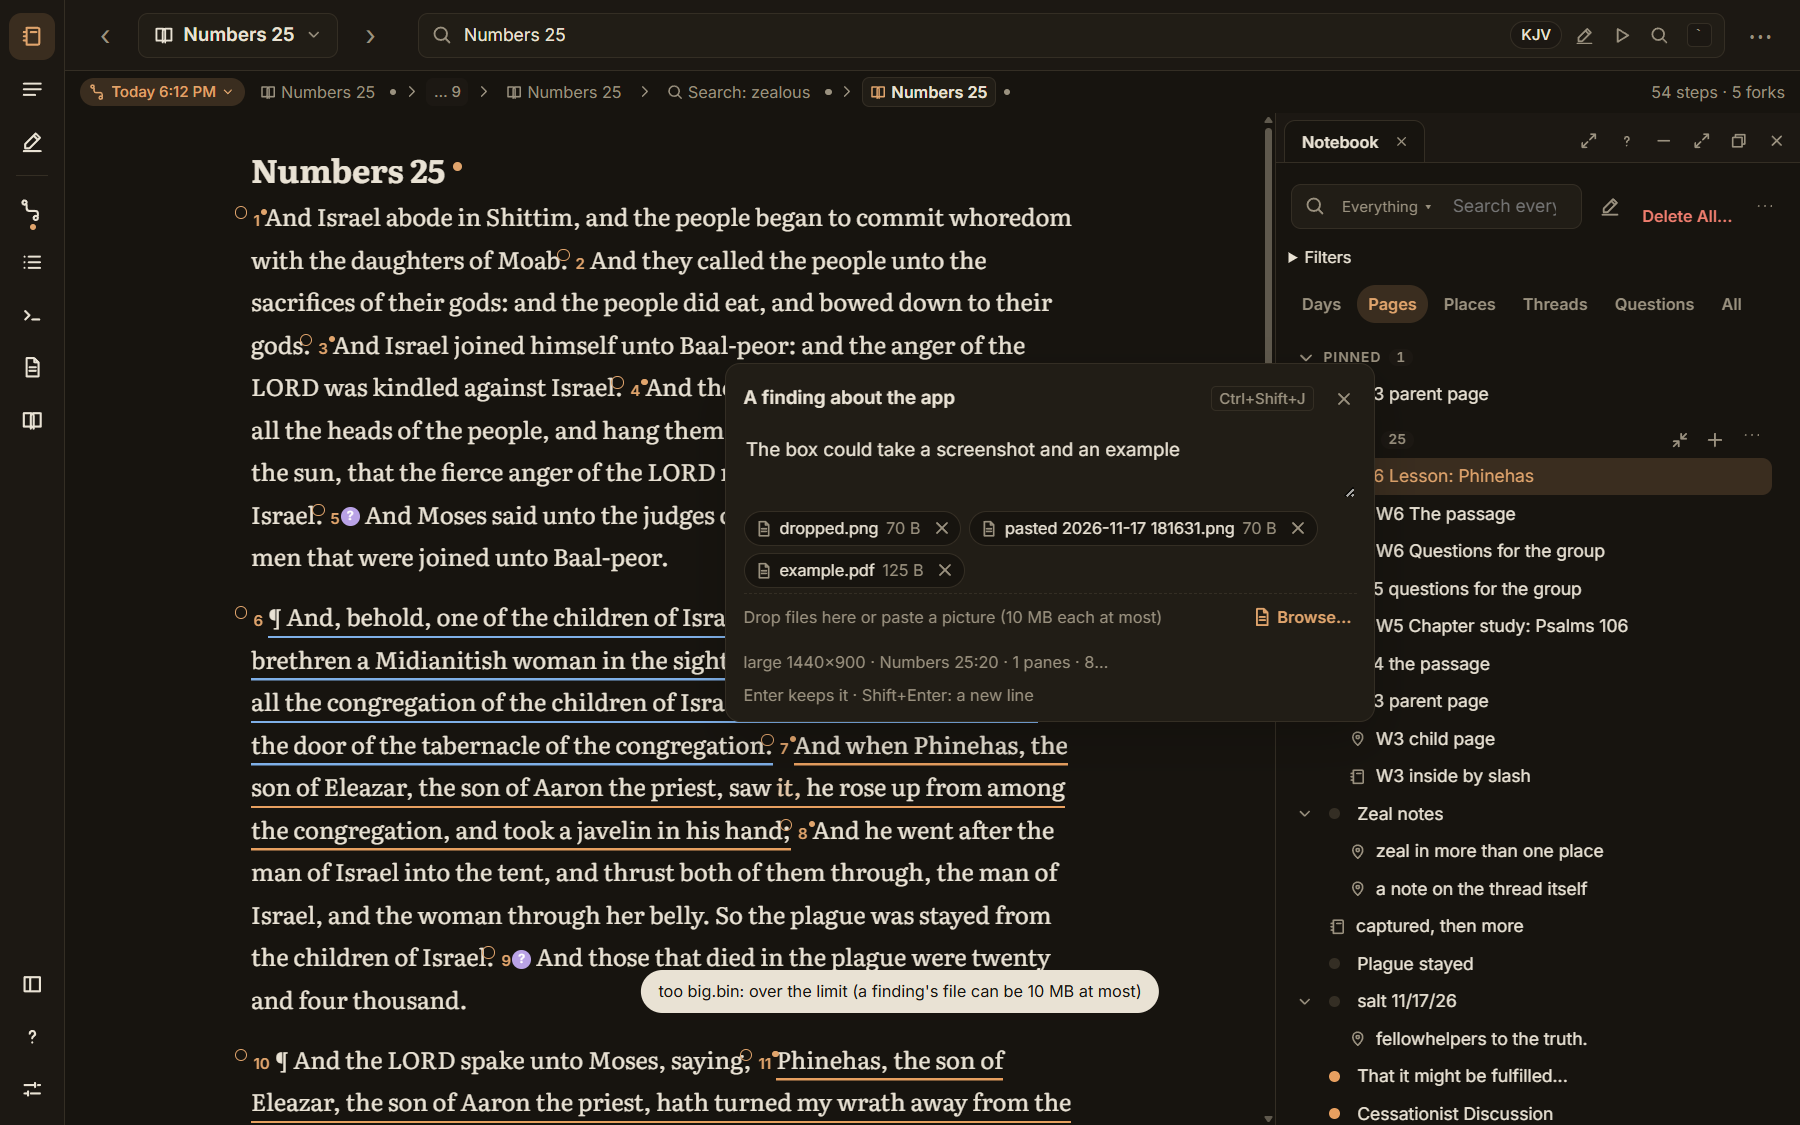 Numbers 25
Numbers 25
KJV
Today 6:12 PM
Numbers 25
... 9
Numbers 25
Search: zealous
Numbers 25
54 steps · 5 forks
Numbers 25
1 And Israel abode in Shittim, and the people began to commit whoredom
with the daughters of Moab. 2 And they called the people unto the
sacrifices of their gods: and the people did eat, and bowed down to their
gods. 3 And Israel joined himself unto Baal-peor: and the anger of the
LORD was kindled against Israel. 4 And the
all the heads of the people, and hang them
the sun, that the fierce anger of the LORD
Israel. 5 ? And Moses said unto the judges
men that were joined unto Baal-peor.
6 ¶ And, behold, one of the children of Isra
brethren a Midianitish woman in the sight
all the congregation of the children of Isra
the door of the tabernacle of the congregation. 7 And when Phinehas, the
son of Eleazar, the son of Aaron the priest, saw it, he rose up from among
the congregation, and took a javelin in his hand; 8 And he went after the
man of Israel into the tent, and thrust both of them through, the man of
Israel, and the woman through her belly. So the plague was stayed from
the children of Israel. 9 ? And those that died in the plague were twenty
and four thousand.
10 ¶ And the LORD spake unto Moses, saying, 11 Phinehas, the son of
Eleazar, the son of Aaron the priest, hath turned my wrath away from the
A finding about the app
Ctrl+Shift+J
The box could take a screenshot and an example
dropped.png 70 B
pasted 2026-11-17 181631.png 70 B
example.pdf 125 B
Drop files here or paste a picture (10 MB each at most)
Browse...
large 1440×900 · Numbers 25:20 · 1 panes · 8...
Enter keeps it · Shift+Enter: a new line
too big.bin: over the limit (a finding's file can be 10 MB at most)
Notebook
?
Everything
Search every
Delete All...
Filters
Days
Pages
Places
Threads
Questions
All
PINNED 1
3 parent page
25
6 Lesson: Phinehas
W6 The passage
W6 Questions for the group
5 questions for the group
W5 Chapter study: Psalms 106
4 the passage
3 parent page
W3 child page
W3 inside by slash
Zeal notes
zeal in more than one place
a note on the thread itself
captured, then more
Plague stayed
salt 11/17/26
fellowhelpers to the truth.
That it might be fulfilled...
Cessationist Discussion
?